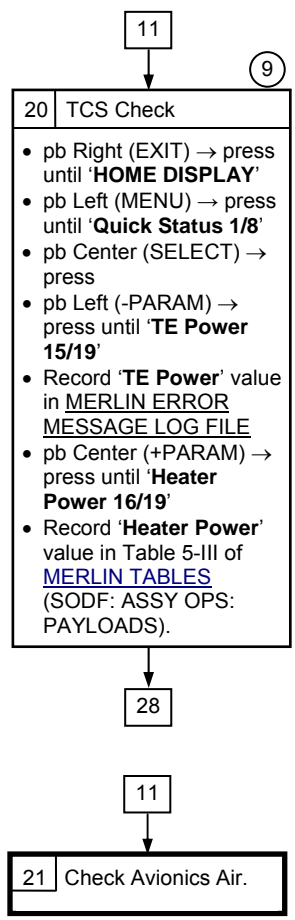 11
9
20 TCS Check
• pb Right (EXIT) → press
until ‘HOME DISPLAY’
• pb Left (MENU) → press
until ‘Quick Status 1/8’
• pb Center (SELECT) →
press
• pb Left (-PARAM) →
press until ‘TE Power
15/19’
• Record ‘TE Power’ value
in MERLIN ERROR
MESSAGE LOG FILE
• pb Center (+PARAM) →
press until ‘Heater
Power 16/19’
• Record ‘Heater Power’
value in Table 5-III of
MERLIN TABLES
(SODF: ASSY OPS:
PAYLOADS).
28
11
21 Check Avionics Air.